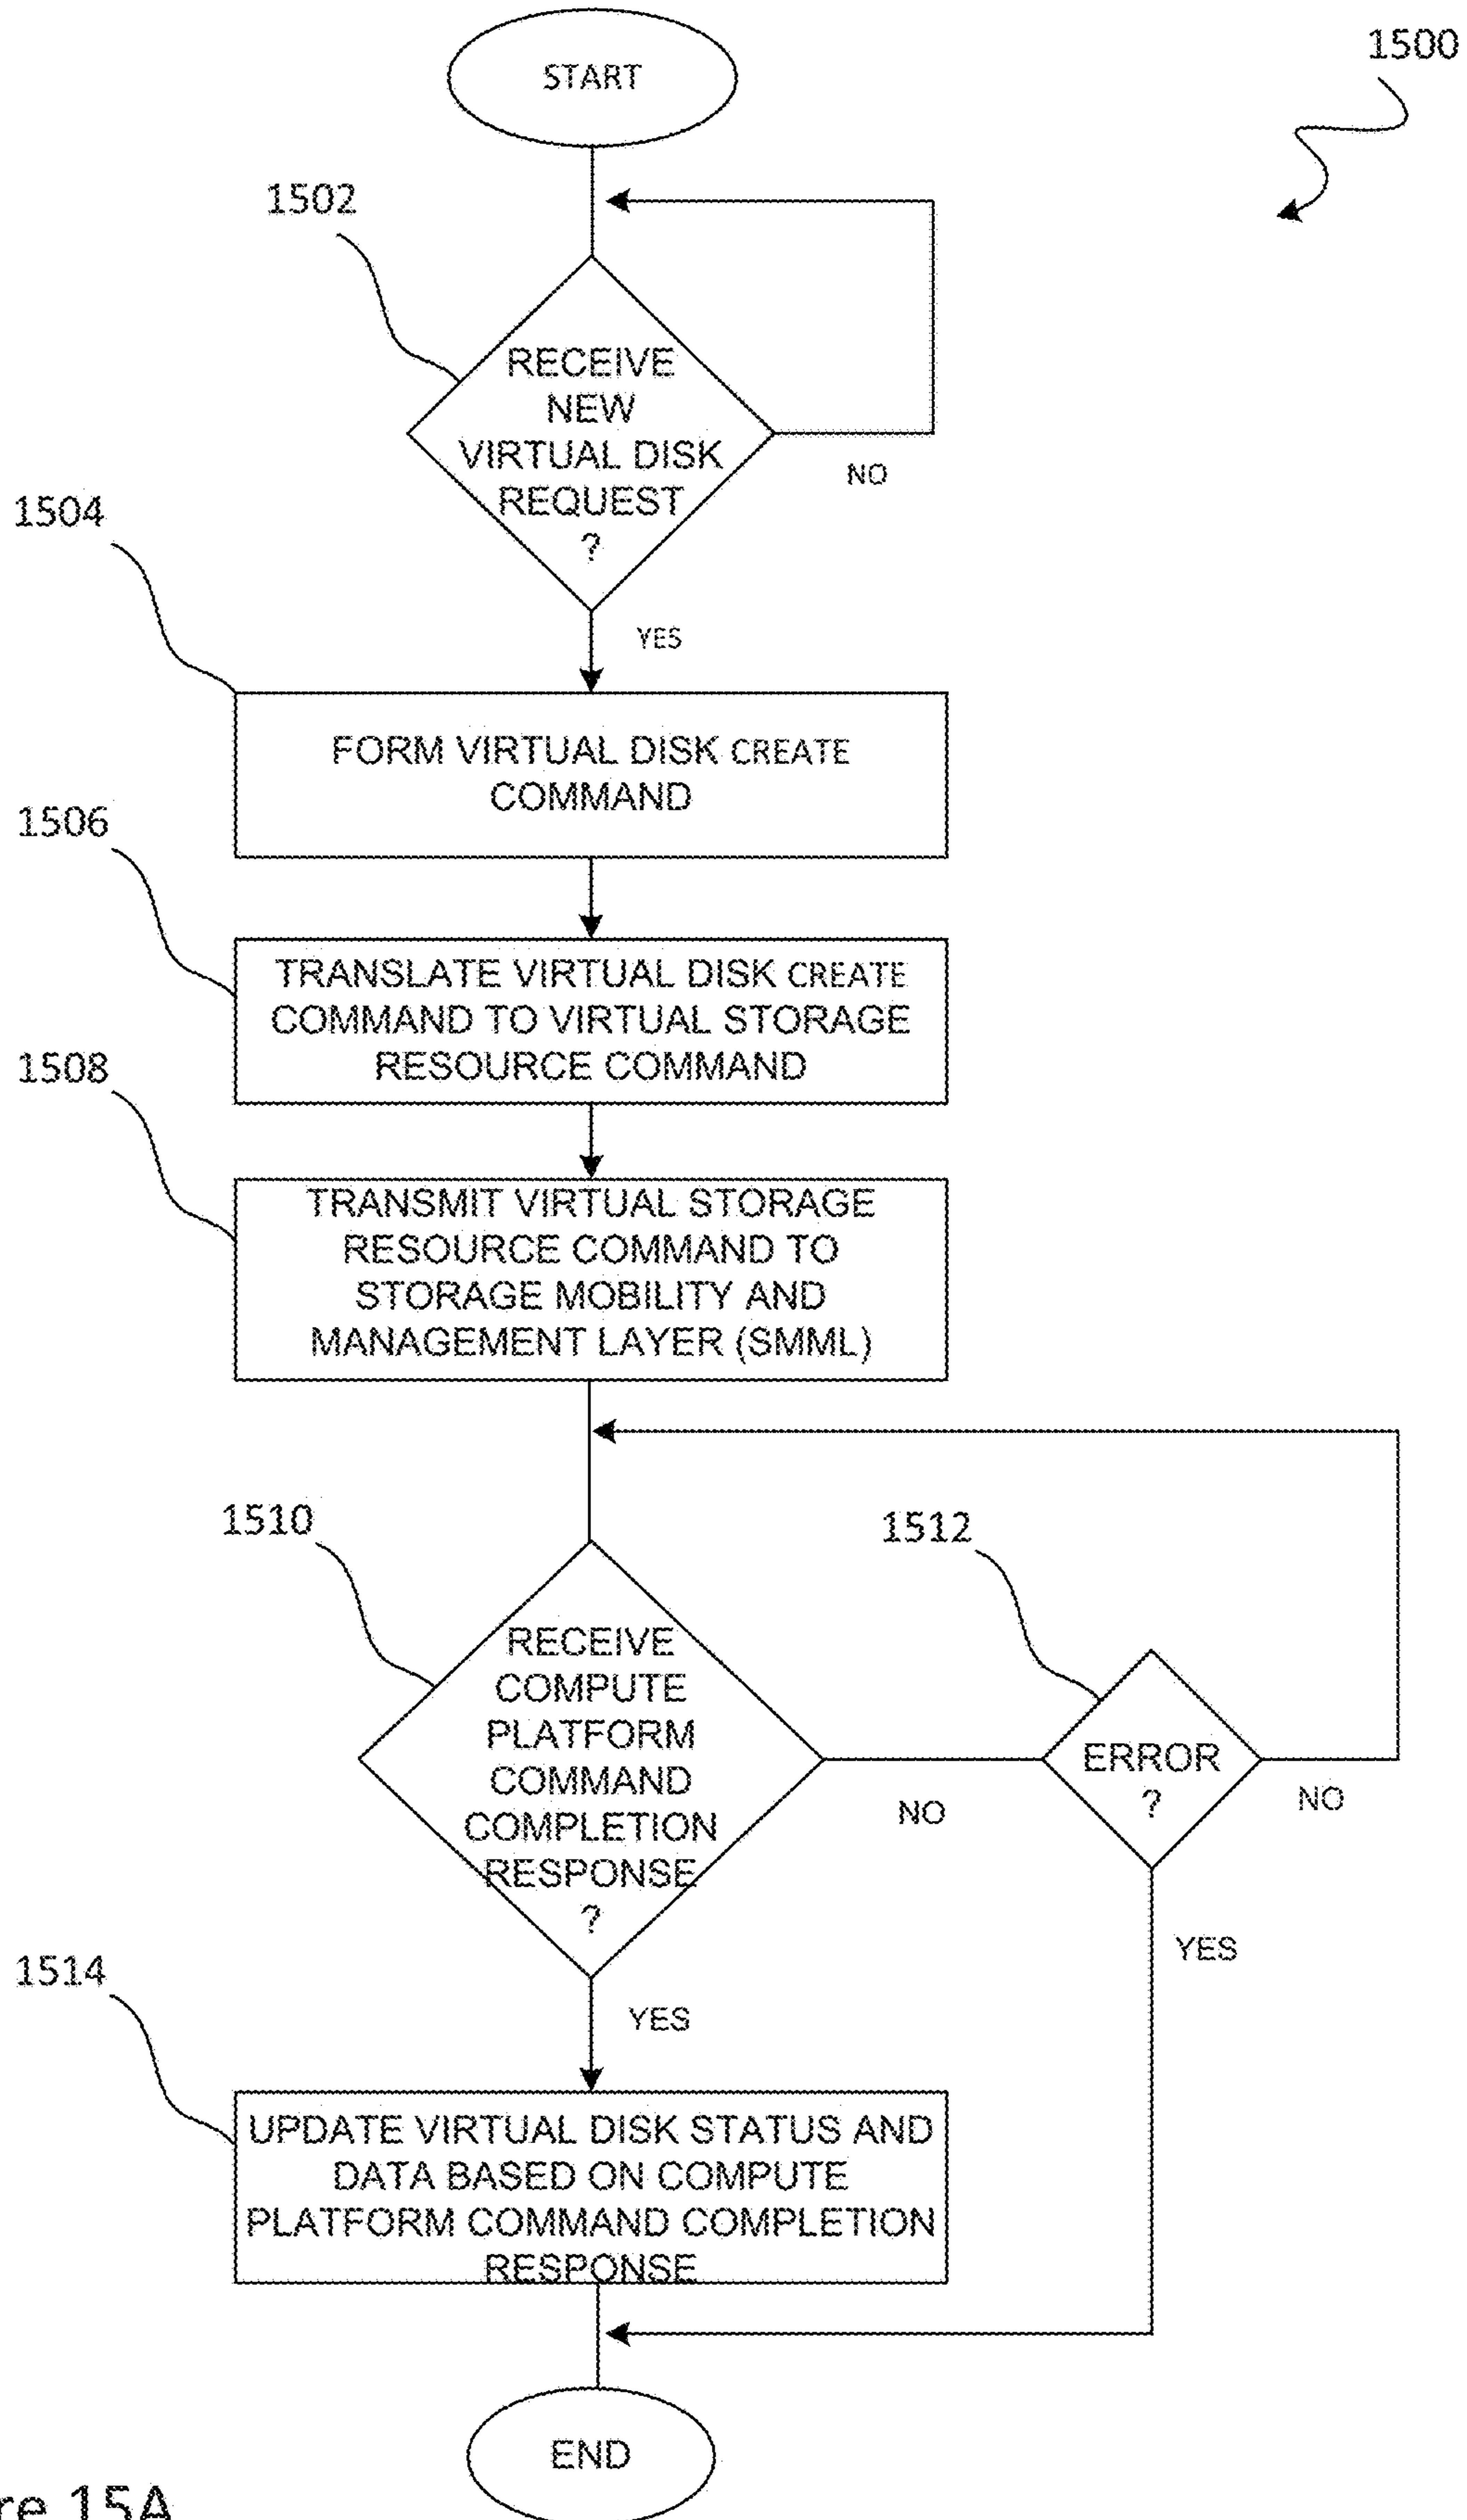 START
1500
1502
RECEIVE
NEW
VIRTUAL DISK
REQUEST
?
NO
YES
1504
FORM VIRTUAL DISK CREATE
COMMAND
1506
TRANSLATE VIRTUAL DISK CREATE
COMMAND TO VIRTUAL STORAGE
RESOURCE COMMAND
1508
TRANSMIT VIRTUAL STORAGE
RESOURCE COMMAND TO
STORAGE MOBILITY AND
MANAGEMENT LAYER (SMML)
1510
RECEIVE
COMPUTE
PLATFORM
COMMAND
COMPLETION
RESPONSE
?
NO
1512
ERROR
?
NO
YES
YES
1514
UPDATE VIRTUAL DISK STATUS AND
DATA BASED ON COMPUTE
PLATFORM COMMAND COMPLETION
RESPONSE
END
re 15A